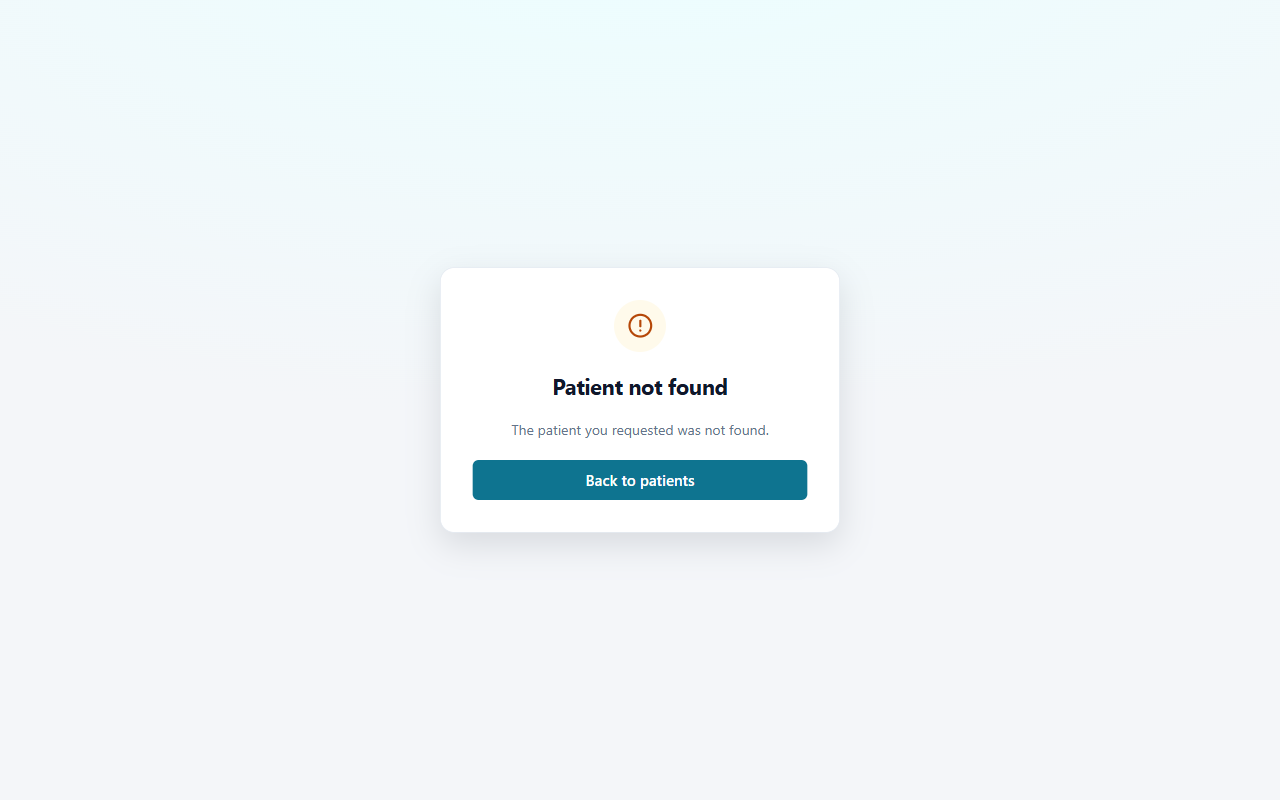 Patient not found
The patient you requested was not found.
Back to patients